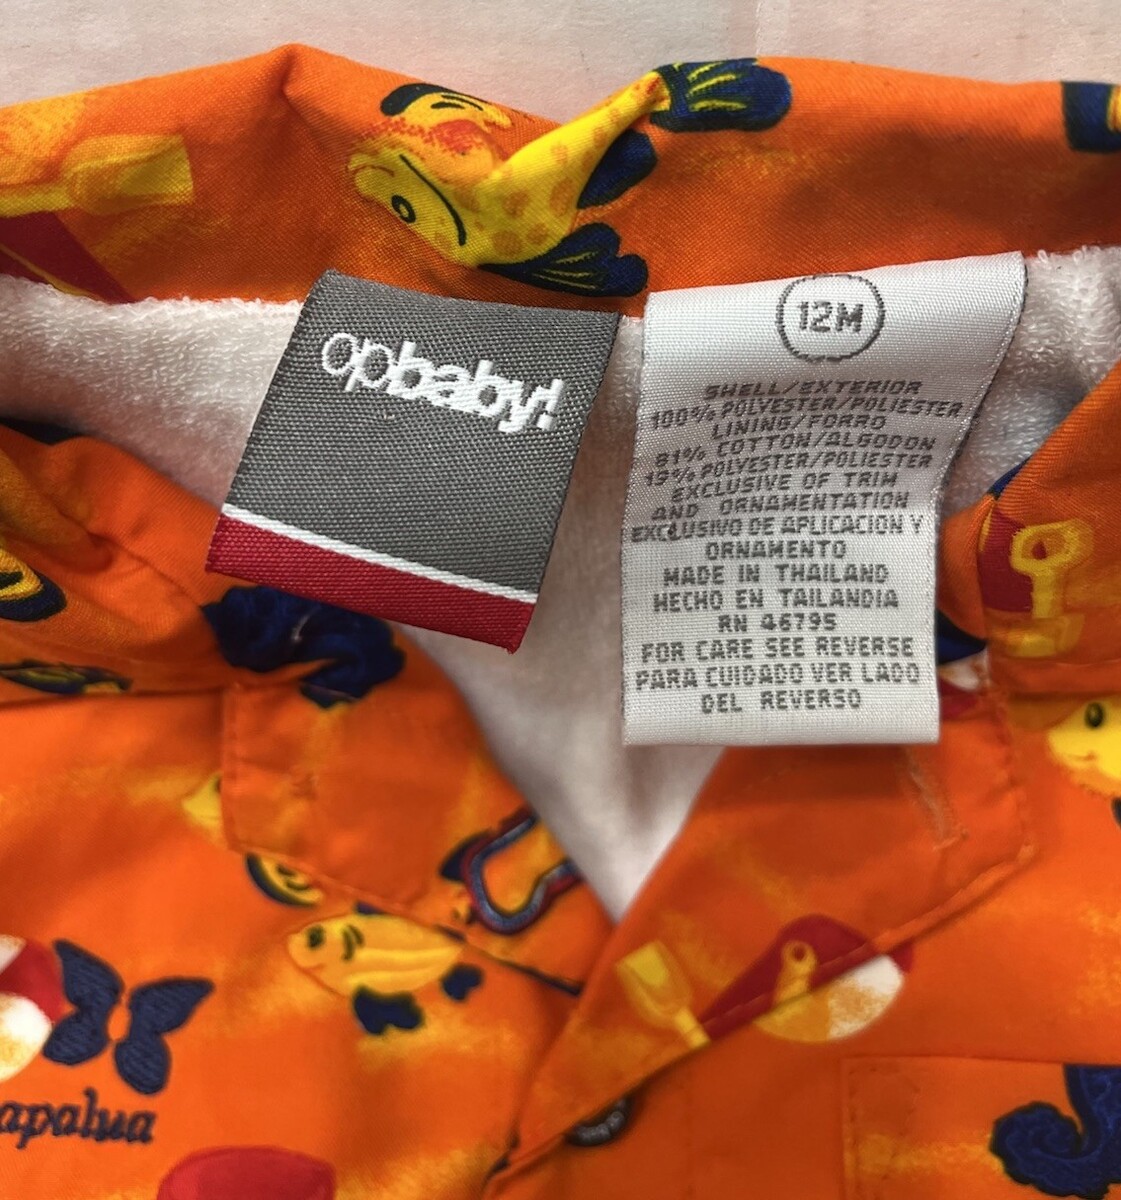 opbaby!
12M
SHELL/EXTERIOR
100% POLYESTER/POLIESTER
LINING/FORRO
81% COTTON/ALGODON
19% POLYESTER/POLIESTER
EXCLUSIVE OF TRIM
AND ORNAMENTATION
EXCLUSIVO DE APLICACION Y
ORNAMENTO
MADE IN THAILAND
HECHO EN TAILANDIA
RN 46795
FOR CARE SEE REVERSE
PARA CUIDADO VER LADO
DEL REVERSO
apalua